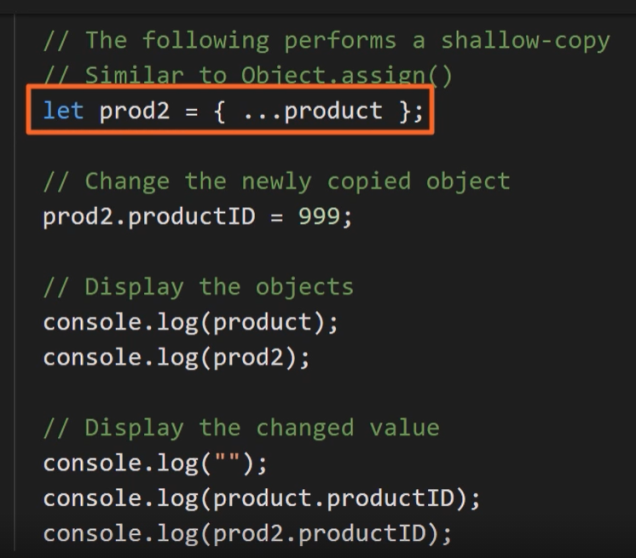 // The following performs a shallow-copy
// Similar to Object.assign()
let prod2 = { ...product };
// Change the newly copied object
prod2.productID = 999;
// Display the objects
console.log(product);
console.log(prod2);
// Display the changed value
console.log("");
console.log(product.productID);
console.log(prod2.productID);